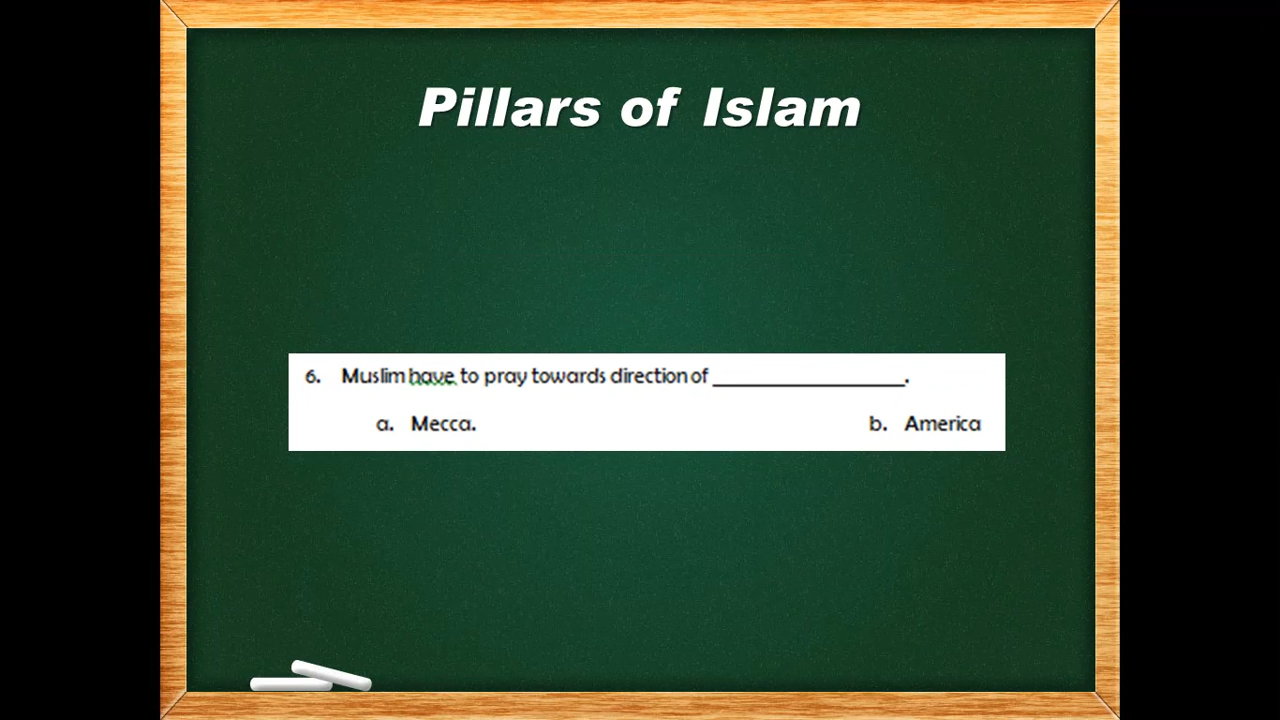 Pillars of Islam
6. Muslim have to pray towards direction of ____________________.
a. Mecca. b. America